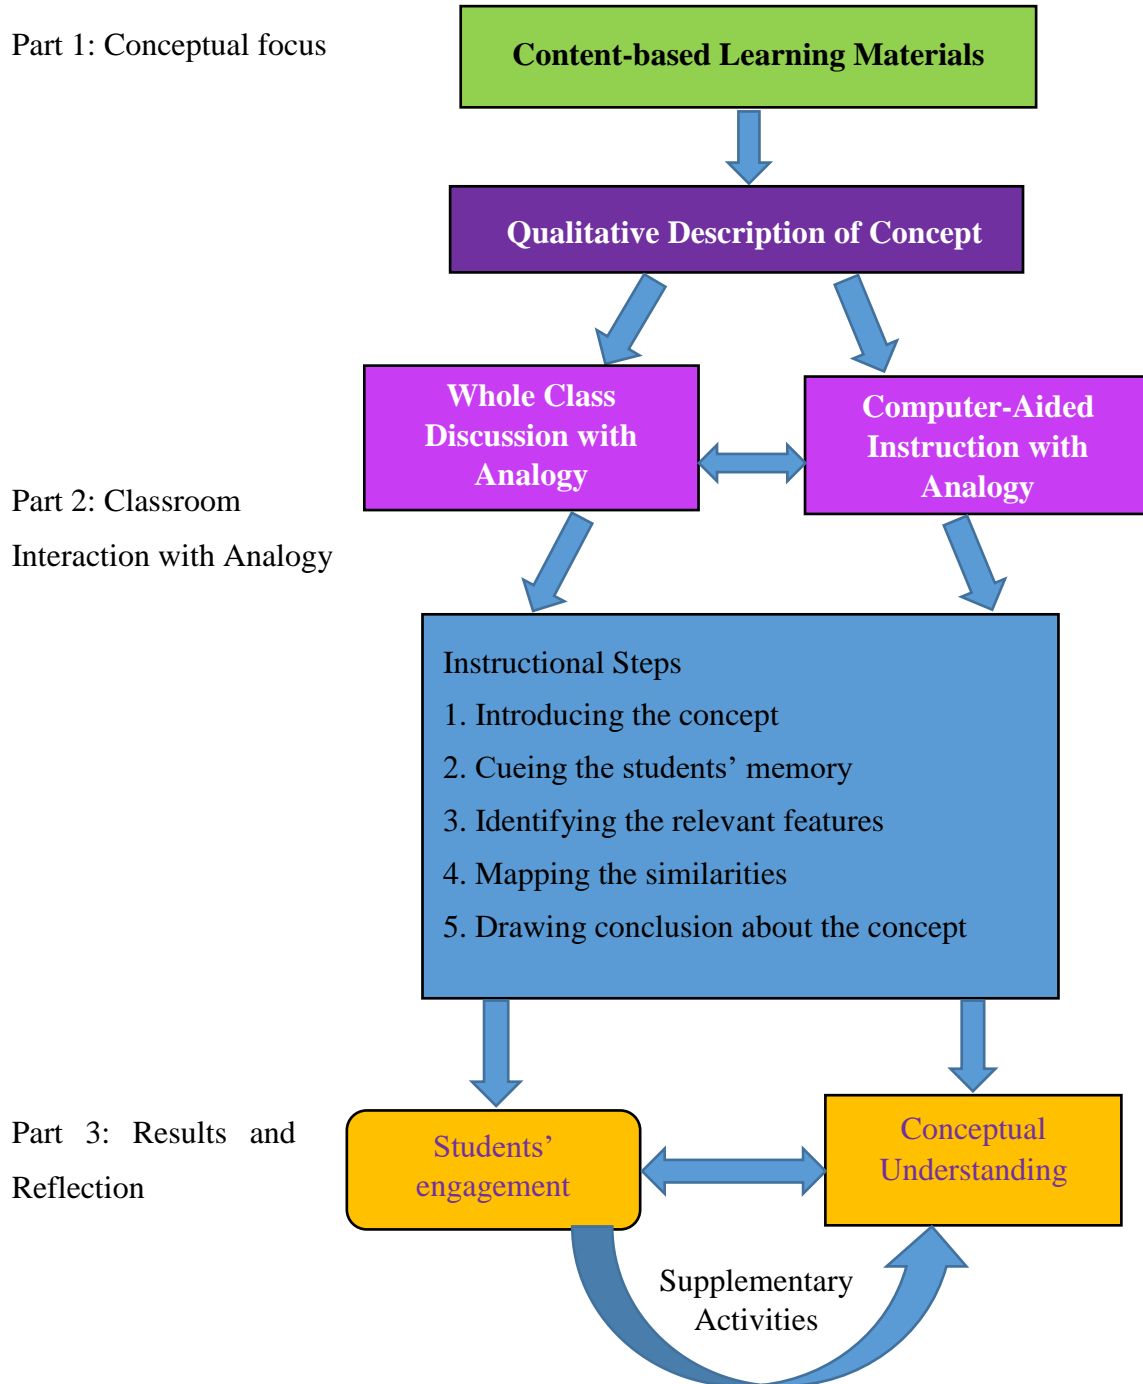 Part 1: Conceptual focus
Content-based Learning Materials
Qualitative Description of Concept
Whole Class
Discussion with
Analogy
Computer-Aided
Instruction with
Analogy
Part 2: Classroom
Interaction with Analogy
Instructional Steps
1. Introducing the concept
2. Cueing the students’ memory
3. Identifying the relevant features
4. Mapping the similarities
5. Drawing conclusion about the concept
Part 3: Results and
Reflection
Students’
engagement
Conceptual
Understanding
Supplementary
Activities